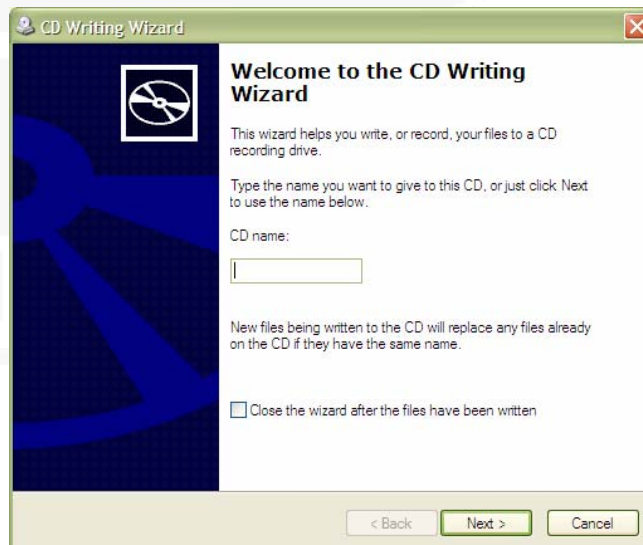 CD Writing Wizard
Welcome to the CD Writing
Wizard
This wizard helps you write, or record, your files to a CD
recording drive.
Type the name you want to give to this CD, or just click Next
to use the name below.
CD name:
New files being written to the CD will replace any files already
on the CD if they have the same name.
Close the wizard after the files have been written
< Back Next > Cancel